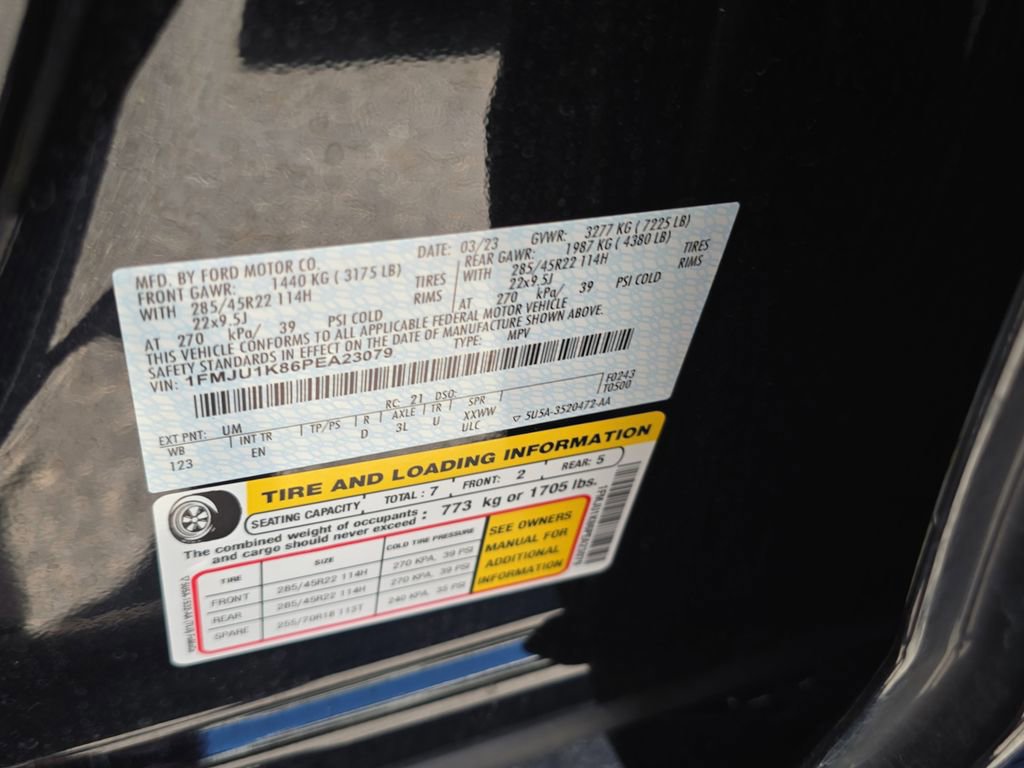 MFD. BY FORD MOTOR CO. DATE: 03/23 GVWR: 3277 KG ( 7225 LB)
FRONT GAWR: 1440 KG ( 3175 LB) REAR GAWR: 1987 KG ( 4380 LB)
WITH 285/45R22 114H TIRES WITH 285/45R22 114H TIRES
22x9.5J RIMS 22x9.5J RIMS
AT 270 kPa/ 39 PSI COLD AT 270 kPa/ 39 PSI COLD
THIS VEHICLE CONFORMS TO ALL APPLICABLE FEDERAL MOTOR VEHICLE
SAFETY STANDARDS IN EFFECT ON THE DATE OF MANUFACTURE SHOWN ABOVE.
VIN: 1FMJU1K86PEA23079 TYPE: MPV
EXT PNT: UM RC: 21 DSO: F0243
WB INT TR TP/PS R AXLE TR SPR T0500
123 EN D 3L U XXWW
ULC ▽ 5U5A-3520472-AA
TIRE AND LOADING INFORMATION
SEATING CAPACITY TOTAL : 7 FRONT: 2 REAR: 5
The combined weight of occupants : 773 kg or 1705 lbs.
and cargo should never exceed
TIRE SIZE COLD TIRE PRESSURE
FRONT 285/45R22 114H 270 KPA, 39 PSI
REAR 285/45R22 114H 270 KPA, 39 PSI
SPARE 255/70R18 113T 240 KPA, 35 PSI
SEE OWNERS
MANUAL FOR
ADDITIONAL
INFORMATION